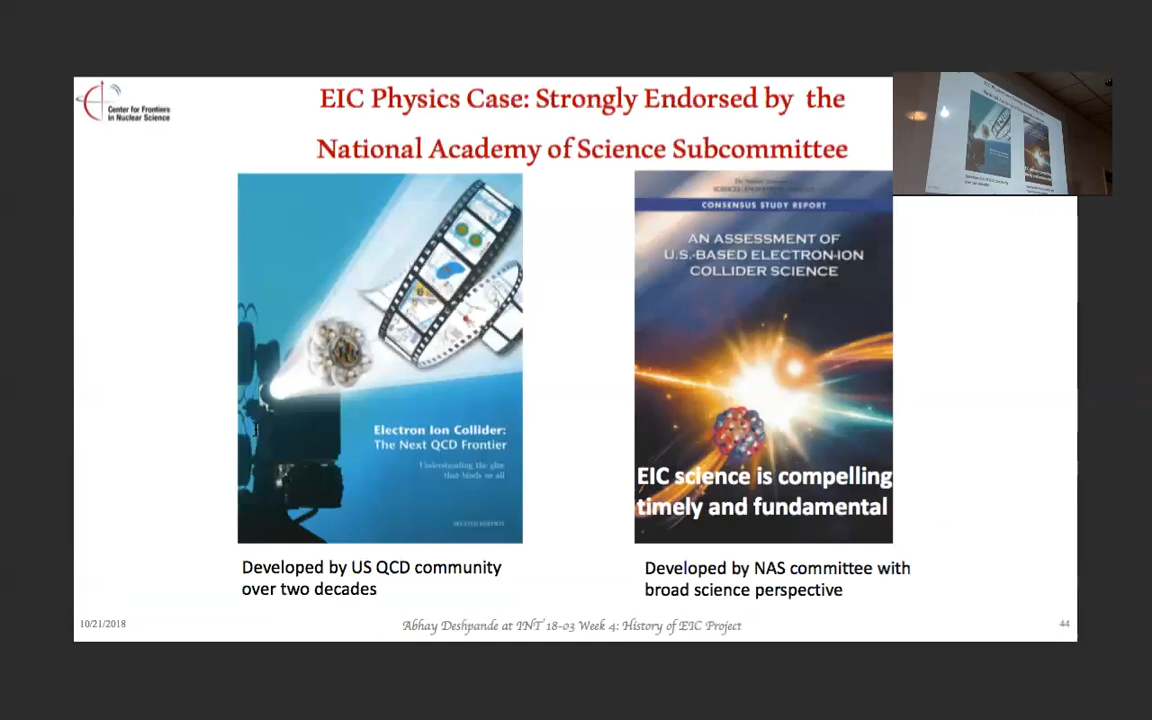 Center for Frontiers
in Nuclear Science
EIC Physics Case: Strongly Endorsed by the
National Academy of Science Subcommittee
Electron Ion Collider:
The Next QCD Frontier
Understanding the glue
that binds us all
SECOND EDITION
CONSENSUS STUDY REPORT
AN ASSESSMENT OF
U.S.-BASED ELECTRON-ION
COLLIDER SCIENCE
EIC science is compelling
timely and fundamental
Developed by US QCD community
over two decades
Developed by NAS committee with
broad science perspective
10/21/2018
Abhay Deshpande at INT 18-03 Week 4: History of EIC Project
44